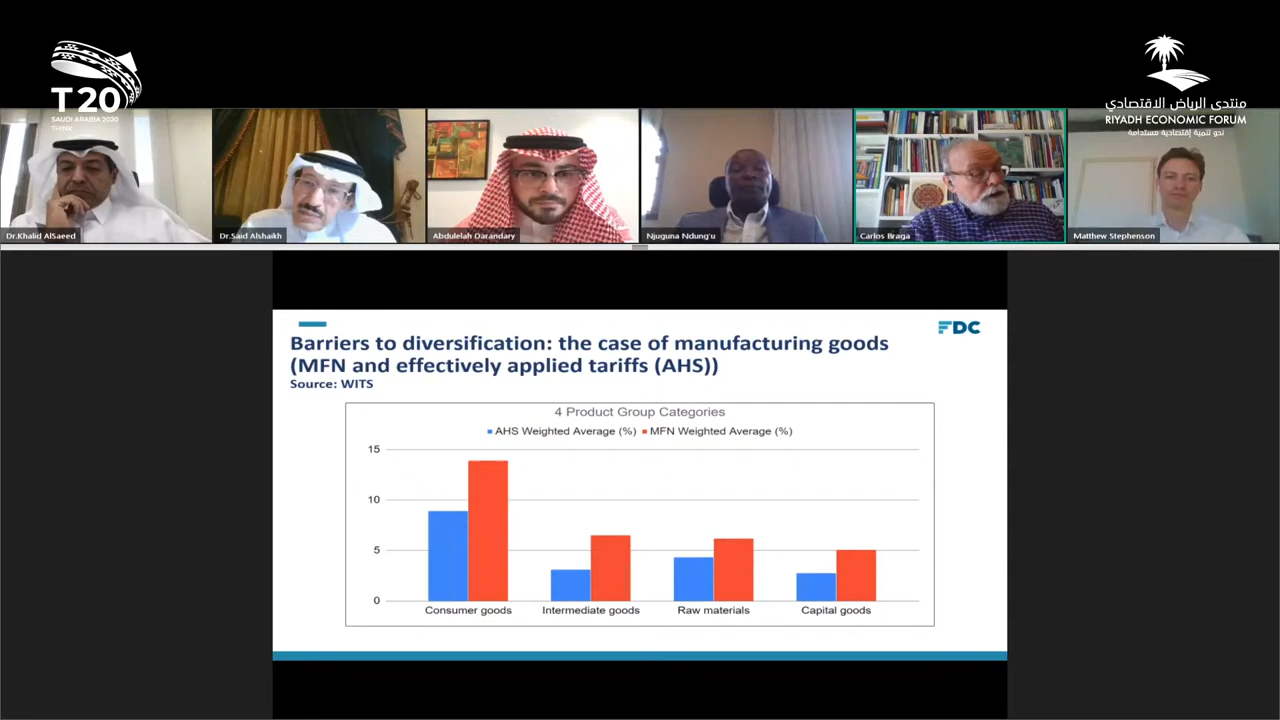 T20
SAUDI ARABIA 2020
THINK
منتدى الرياض الاقتصادي
RIYADH ECONOMIC FORUM
نحو تنمية إقتصادية مستدامة
Dr.Khalid AlSaeed
Dr.Said Alshaikh
Abdulelah Darandary
Njuguna Ndung'u
Carlos Braga
Matthew Stephenson
FDC
Barriers to diversification: the case of manufacturing goods
(MFN and effectively applied tariffs (AHS))
Source: WITS
4 Product Group Categories
AHS Weighted Average (%) MFN Weighted Average (%)
15
10
5
0
Consumer goods Intermediate goods Raw materials Capital goods